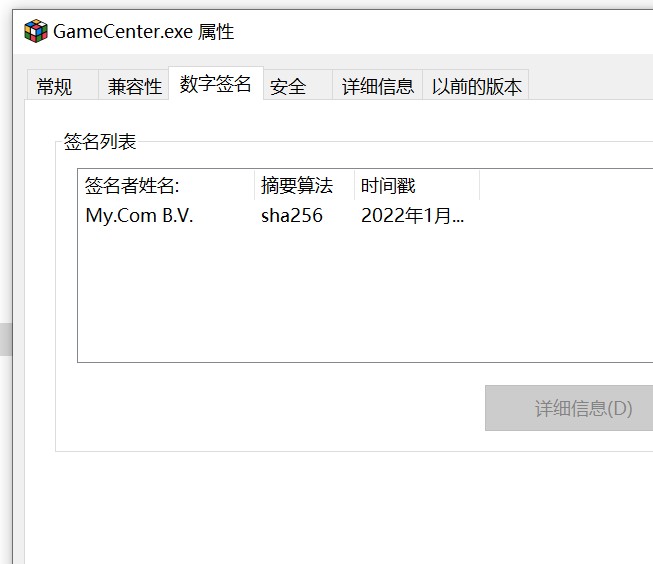 GameCenter.exe 属性
常规 兼容性 数字签名 安全 详细信息 以前的版本
签名列表
签名者姓名: 摘要算法 时间戳
My.Com B.V. sha256 2022年1月...
详细信息(D)